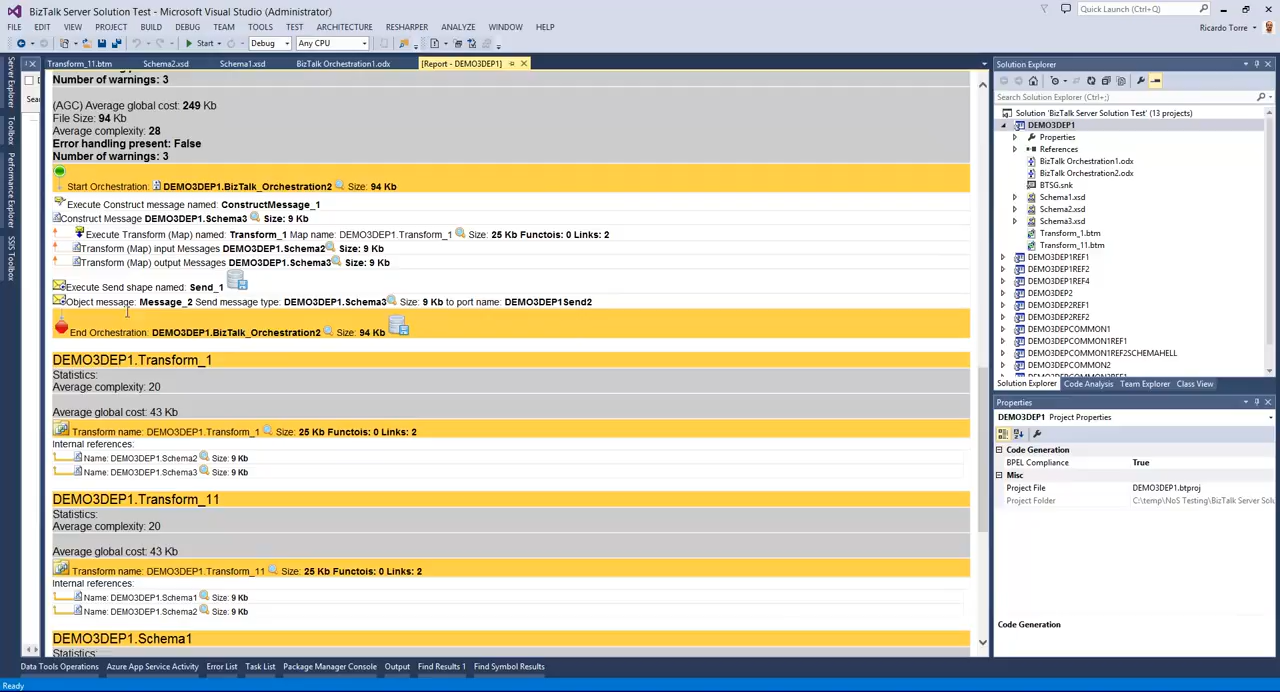 BizTalk Server Solution Test - Microsoft Visual Studio (Administrator)
Quick Launch (Ctrl+Q)
FILE EDIT VIEW PROJECT BUILD DEBUG TEAM TOOLS TEST ARCHITECTURE RESHARPER ANALYZE WINDOW HELP
Ricardo Torre
Start Debug Any CPU
Transform_11.btm Schema2.xsd Schema1.xsd BizTalk Orchestration1.odx [Report - DEMO3DEP1]
Server Explorer
Toolbox
Performance Explorer
SSIS Toolbox
Sea
Number of warnings: 3
(AGC) Average global cost: 249 Kb
File Size: 94 Kb
Average complexity: 28
Error handling present: False
Number of warnings: 3
Start Orchestration: DEMO3DEP1.BizTalk_Orchestration2 Size: 94 Kb
Execute Construct message named: ConstructMessage_1
Construct Message DEMO3DEP1.Schema3 Size: 9 Kb
Execute Transform (Map) named: Transform_1 Map name: DEMO3DEP1.Transform_1 Size: 25 Kb Functois: 0 Links: 2
Transform (Map) input Messages DEMO3DEP1.Schema2 Size: 9 Kb
Transform (Map) output Messages DEMO3DEP1.Schema3 Size: 9 Kb
Execute Send shape named: Send_1
Object message: Message_2 Send message type: DEMO3DEP1.Schema3 Size: 9 Kb to port name: DEMO3DEP1Send2
End Orchestration: DEMO3DEP1.BizTalk_Orchestration2 Size: 94 Kb
DEMO3DEP1.Transform_1
Statistics:
Average complexity: 20
Average global cost: 43 Kb
Transform name: DEMO3DEP1.Transform_1 Size: 25 Kb Functois: 0 Links: 2
Internal references:
Name: DEMO3DEP1.Schema2 Size: 9 Kb
Name: DEMO3DEP1.Schema3 Size: 9 Kb
DEMO3DEP1.Transform_11
Statistics:
Average complexity: 20
Average global cost: 43 Kb
Transform name: DEMO3DEP1.Transform_11 Size: 25 Kb Functois: 0 Links: 2
Internal references:
Name: DEMO3DEP1.Schema1 Size: 9 Kb
Name: DEMO3DEP1.Schema2 Size: 9 Kb
DEMO3DEP1.Schema1
Statistics:
Solution Explorer
Search Solution Explorer (Ctrl+;)
Solution 'BizTalk Server Solution Test' (13 projects)
DEMO3DEP1
Properties
References
BizTalk Orchestration1.odx
BizTalk Orchestration2.odx
BTSG.snk
Schema1.xsd
Schema2.xsd
Schema3.xsd
Transform_1.btm
Transform_11.btm
DEMO3DEP1REF1
DEMO3DEP1REF2
DEMO3DEP1REF4
DEMO3DEP2
DEMO3DEP2REF1
DEMO3DEP2REF2
DEMO3DEPCOMMON1
DEMO3DEPCOMMON1REF1
DEMO3DEPCOMMON1REF2SCHEMAHELL
DEMO3DEPCOMMON2
Solution Explorer Code Analysis Team Explorer Class View
Properties
DEMO3DEP1 Project Properties
Code Generation
BPEL Compliance True
Misc
Project File DEMO3DEP1.btproj
Project Folder C:\temp\NoS Testing\BizTalk Server Solu
Code Generation
Data Tools Operations Azure App Service Activity Error List Task List Package Manager Console Output Find Results 1 Find Symbol Results
Ready